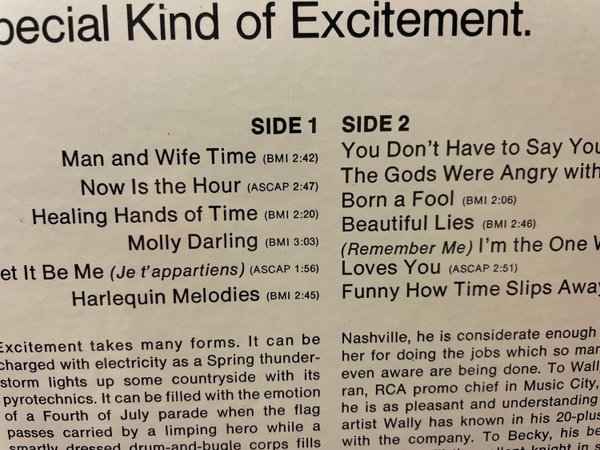 pecial Kind of Excitement.
SIDE 1
Man and Wife Time (BMI 2:42)
Now Is the Hour (ASCAP 2:47)
Healing Hands of Time (BMI 2:20)
Molly Darling (BMI 3:03)
et It Be Me (Je t'appartiens) (ASCAP 1:56)
Harlequin Melodies (BMI 2:45)
SIDE 2
You Don't Have to Say You
The Gods Were Angry with
Born a Fool (BMI 2:06)
Beautiful Lies (BMI 2:46)
(Remember Me) I'm the One W
Loves You (ASCAP 2:51)
Funny How Time Slips Away
Excitement takes many forms. It can be
charged with electricity as a Spring thunder-
storm lights up some countryside with its
pyrotechnics. It can be filled with the emotion
of a Fourth of July parade when the flag
passes carried by a limping hero while a
smartly dressed drum-and-bugle corps fills
Nashville, he is considerate enough
her for doing the jobs which so man
even aware are being done. To Wally
ran, RCA promo chief in Music City,
he is as pleasant and understanding
artist Wally has known in his 20-plus
with the company. To Becky, his be